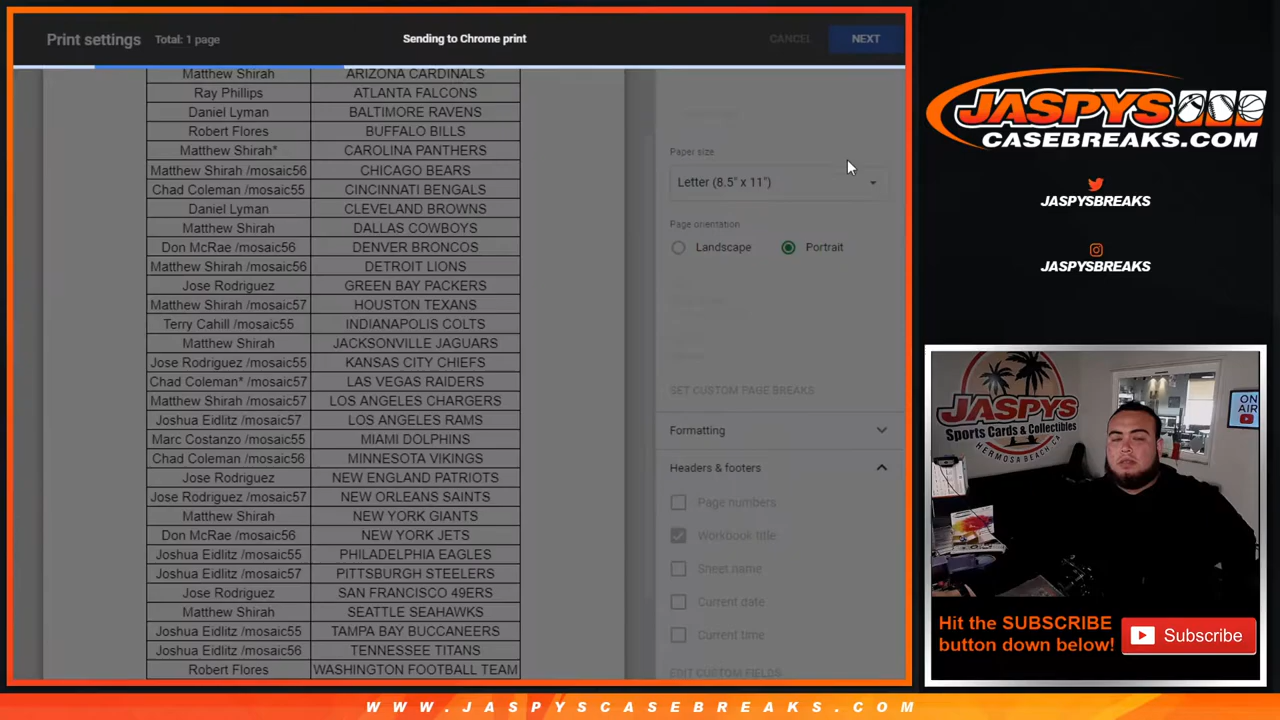 Print settings Total: 1 page Sending to Chrome print CANCEL NEXT
Matthew Shirah ARIZONA CARDINALS
Ray Phillips ATLANTA FALCONS
Daniel Lyman BALTIMORE RAVENS
Robert Flores BUFFALO BILLS
Matthew Shirah* CAROLINA PANTHERS
Matthew Shirah /mosaic56 CHICAGO BEARS
Chad Coleman /mosaic55 CINCINNATI BENGALS
Daniel Lyman CLEVELAND BROWNS
Matthew Shirah DALLAS COWBOYS
Don McRae /mosaic56 DENVER BRONCOS
Matthew Shirah /mosaic56 DETROIT LIONS
Jose Rodriguez GREEN BAY PACKERS
Matthew Shirah /mosaic57 HOUSTON TEXANS
Terry Cahill /mosaic55 INDIANAPOLIS COLTS
Matthew Shirah JACKSONVILLE JAGUARS
Jose Rodriguez /mosaic55 KANSAS CITY CHIEFS
Chad Coleman* /mosaic57 LAS VEGAS RAIDERS
Matthew Shirah /mosaic57 LOS ANGELES CHARGERS
Joshua Eidlitz /mosaic57 LOS ANGELES RAMS
Marc Costanzo /mosaic55 MIAMI DOLPHINS
Chad Coleman /mosaic56 MINNESOTA VIKINGS
Jose Rodriguez NEW ENGLAND PATRIOTS
Jose Rodriguez /mosaic57 NEW ORLEANS SAINTS
Matthew Shirah NEW YORK GIANTS
Don McRae /mosaic56 NEW YORK JETS
Joshua Eidlitz /mosaic55 PHILADELPHIA EAGLES
Joshua Eidlitz /mosaic57 PITTSBURGH STEELERS
Jose Rodriguez SAN FRANCISCO 49ERS
Matthew Shirah SEATTLE SEAHAWKS
Joshua Eidlitz /mosaic55 TAMPA BAY BUCCANEERS
Joshua Eidlitz /mosaic56 TENNESSEE TITANS
Robert Flores WASHINGTON FOOTBALL TEAM
Paper size
Letter (8.5" x 11")
Page orientation
Landscape Portrait
SET CUSTOM PAGE BREAKS
Formatting
Headers & footers
Page numbers
Workbook title
Sheet name
Current date
Current time
EDIT CUSTOM FIELDS
JASPYS
CASEBREAKS.COM
JASPYSBREAKS
JASPYSBREAKS
JASPYS
Sports Cards & Collectibles
HERMOSA BEACH, CA
ON
AIR
Hit the SUBSCRIBE
button down below!
Subscribe
WWW.JASPYSCASEBREAKS.COM